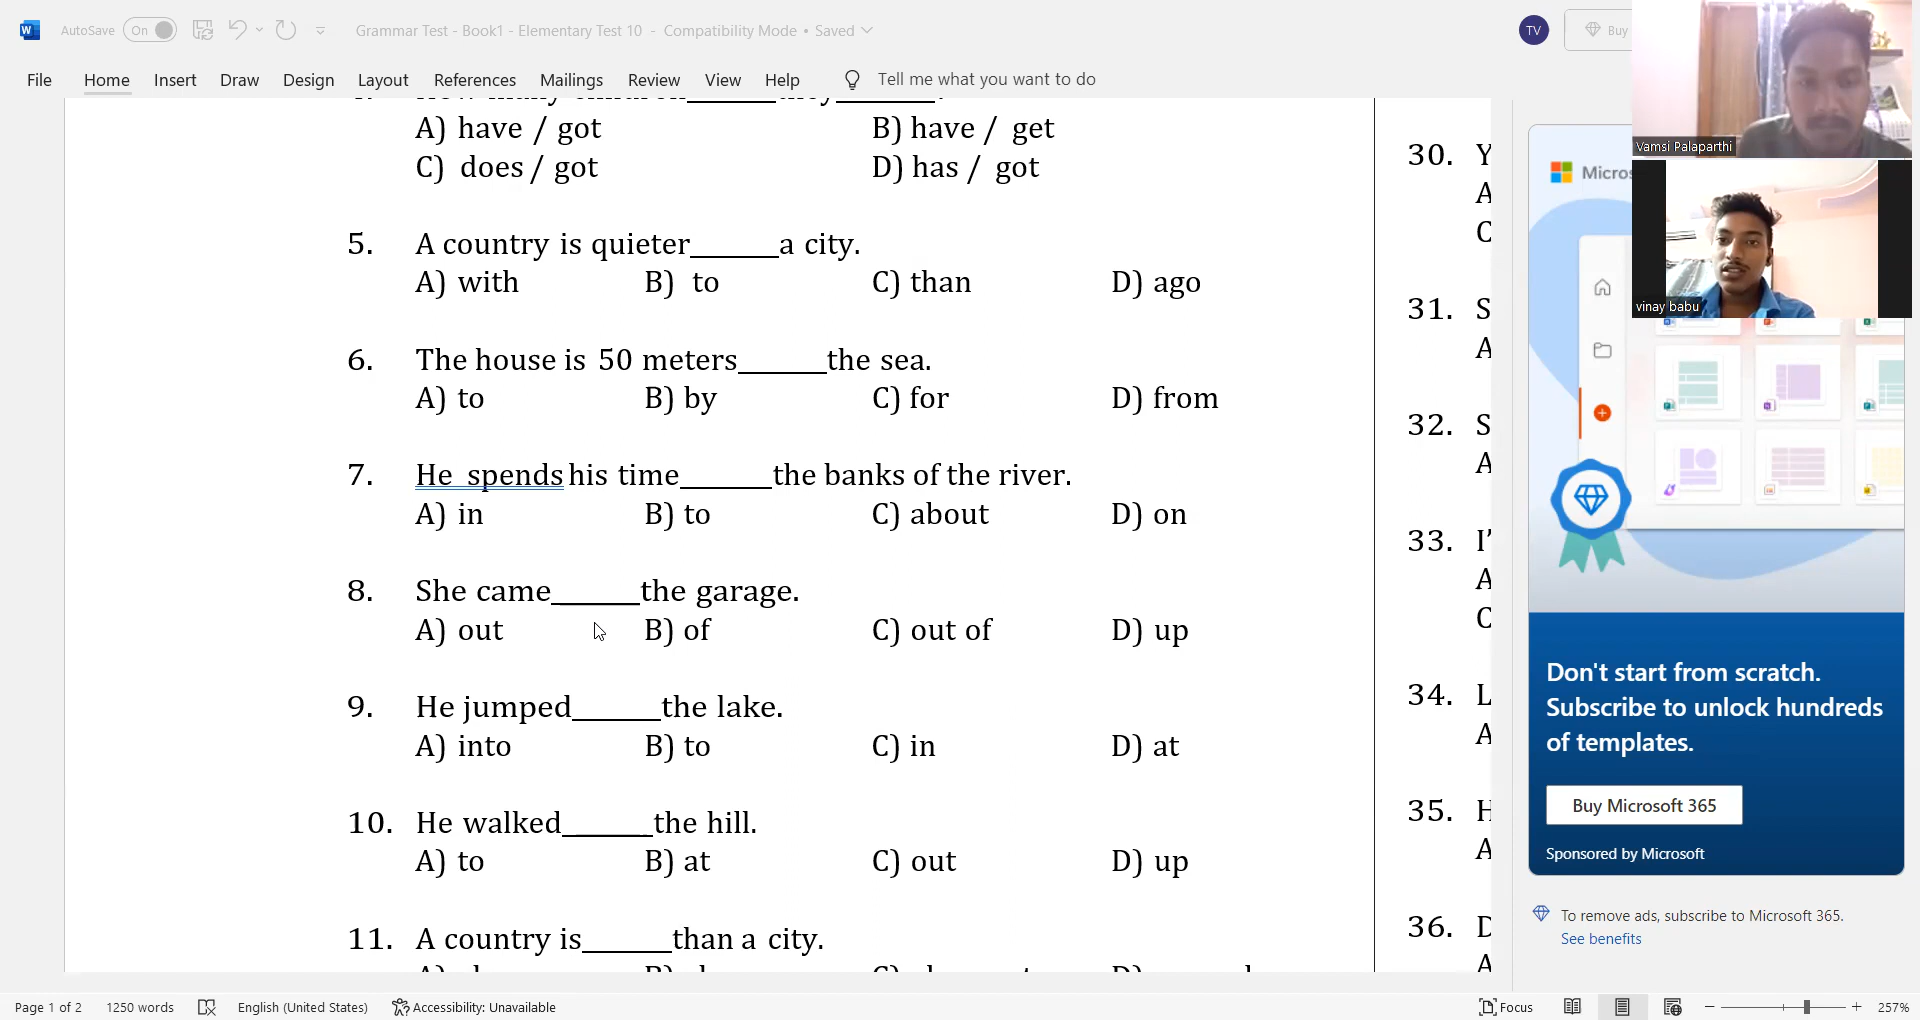 AutoSave On
Grammar Test - Book1 - Elementary Test 10 - Compatibility Mode • Saved
TV
Buy
File Home Insert Draw Design Layout References Mailings Review View Help Tell me what you want to do
A) have / got B) have / get
C) does / got D) has / got
5. A country is quieter______a city.
A) with B) to C) than D) ago
6. The house is 50 meters______the sea.
A) to B) by C) for D) from
7. He spends his time______the banks of the river.
A) in B) to C) about D) on
8. She came______the garage.
A) out B) of C) out of D) up
9. He jumped______the lake.
A) into B) to C) in D) at
10. He walked______the hill.
A) to B) at C) out D) up
11. A country is______than a city.
30. Y
A
C
31. S
A
32. S
A
33. I’
A
C
34. L
A
35. H
A
36. D
A
Vamsi Palaparthi
vinay babu
Micros
Don't start from scratch.
Subscribe to unlock hundreds
of templates.
Buy Microsoft 365
Sponsored by Microsoft
To remove ads, subscribe to Microsoft 365.
See benefits
Page 1 of 2 1250 words English (United States) Accessibility: Unavailable Focus 257%